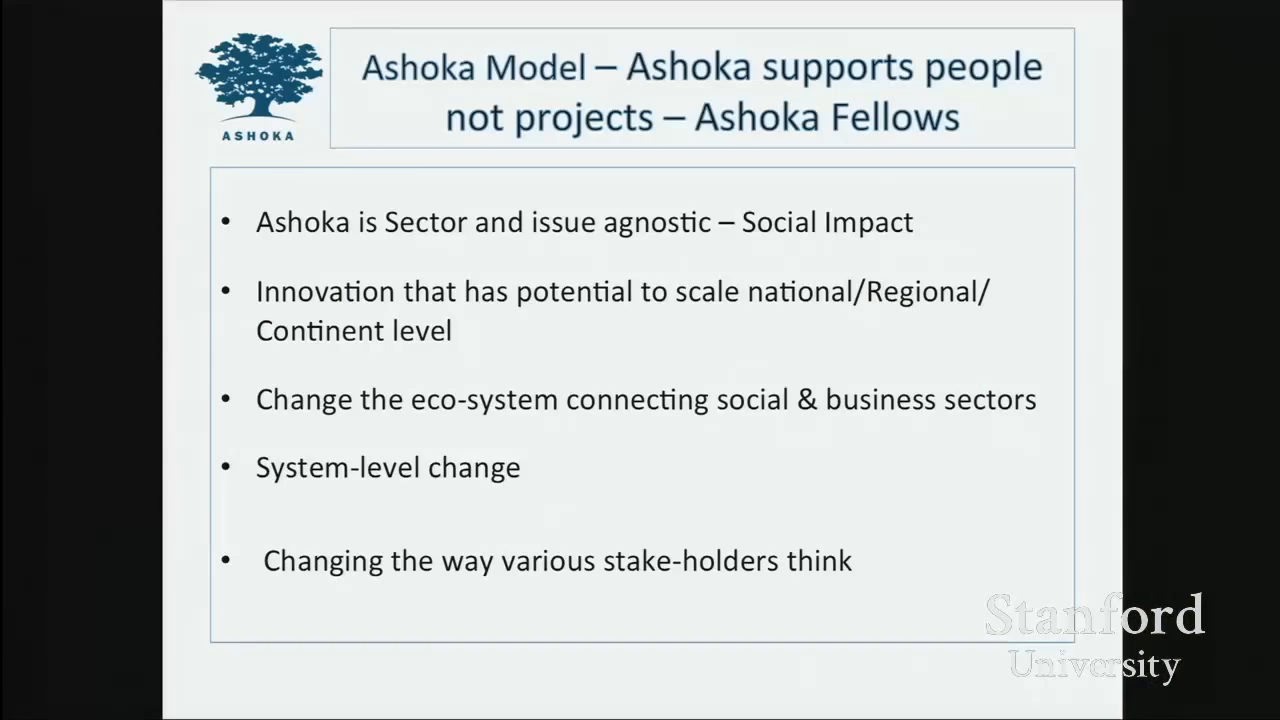 ASHOKA
Ashoka Model – Ashoka supports people
not projects – Ashoka Fellows
• Ashoka is Sector and issue agnostic – Social Impact
• Innovation that has potential to scale national/Regional/
Continent level
• Change the eco-system connecting social & business sectors
• System-level change
• Changing the way various stake-holders think
Stanford
University